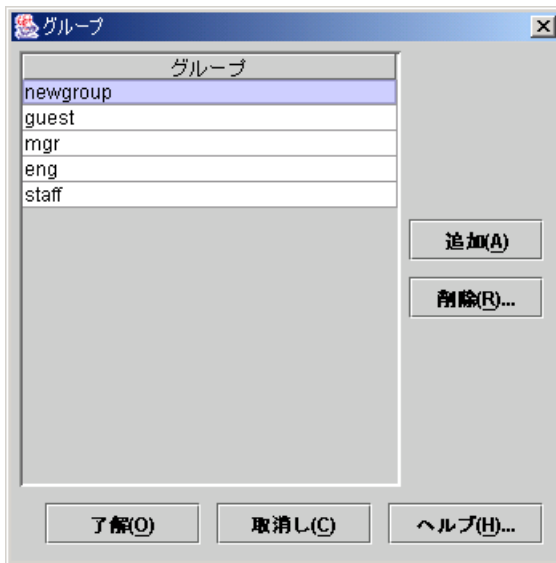 グループ
グループ
newgroup
guest
mgr
eng
staff
追加(A)
削除(R)...
了解(O)
取消し(C)
ヘルプ(H)...